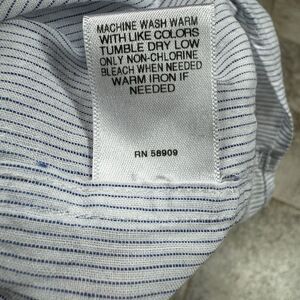 MACHINE WASH WARM
WITH LIKE COLORS
TUMBLE DRY LOW
ONLY NON-CHLORINE
BLEACH WHEN NEEDED
WARM IRON IF
NEEDED
RN 58909